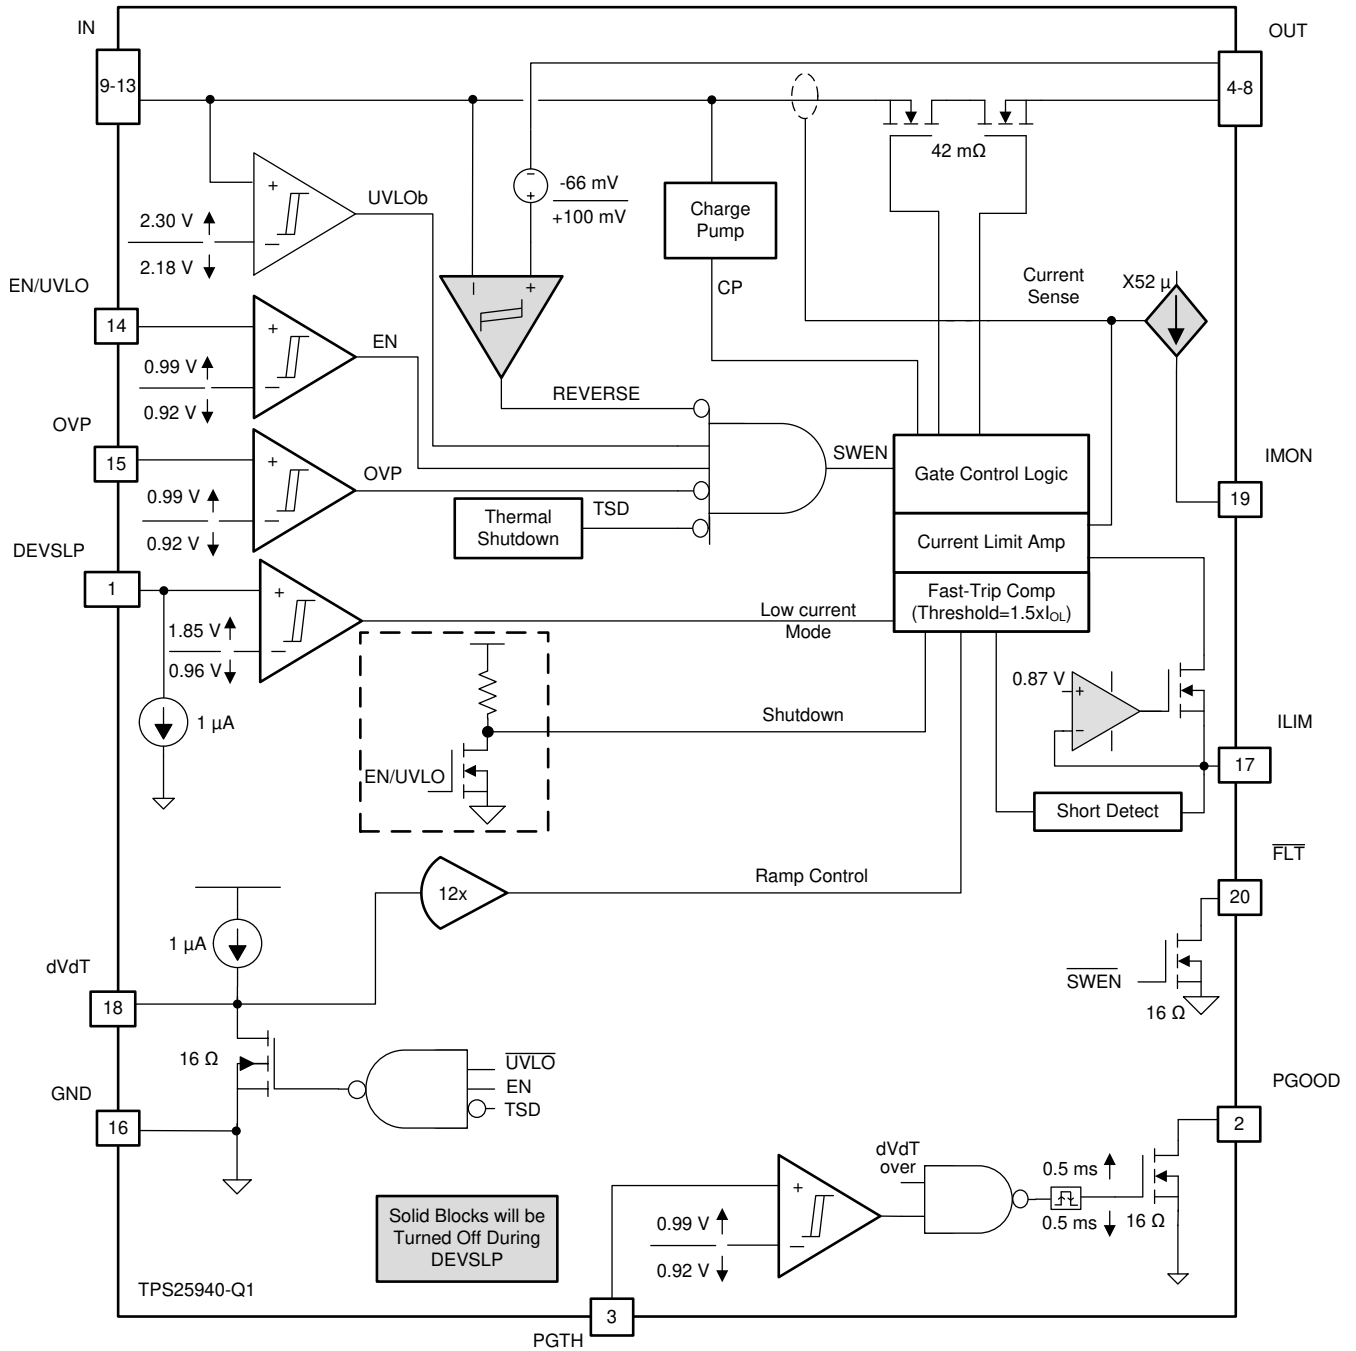 IN
OUT
9-13
4-8
42 mΩ
-66 mV
+100 mV
Charge
Pump
CP
UVLOb
2.30 V
2.18 V
Current
Sense
X52 µ
EN/UVLO
14
0.99 V
0.92 V
EN
REVERSE
OVP
15
0.99 V
0.92 V
OVP
Thermal
Shutdown
TSD
SWEN
Gate Control Logic
Current Limit Amp
Fast-Trip Comp
(Threshold=1.5xI_OL)
IMON
19
DEVSLP
1
1.85 V
0.96 V
1 µA
Low current
Mode
Shutdown
EN/UVLO
0.87 V
ILIM
17
Short Detect
FLT
20
SWEN
16 Ω
12x
Ramp Control
1 µA
dVdT
18
16 Ω
UVLO
EN
TSD
GND
16
PGOOD
2
dVdT
over
0.5 ms
0.5 ms
16 Ω
0.99 V
0.92 V
Solid Blocks will be
Turned Off During
DEVSLP
TPS25940-Q1
3
PGTH
+
−
+
−
+
−
+
−
−
+
−
+
+
−
+
−